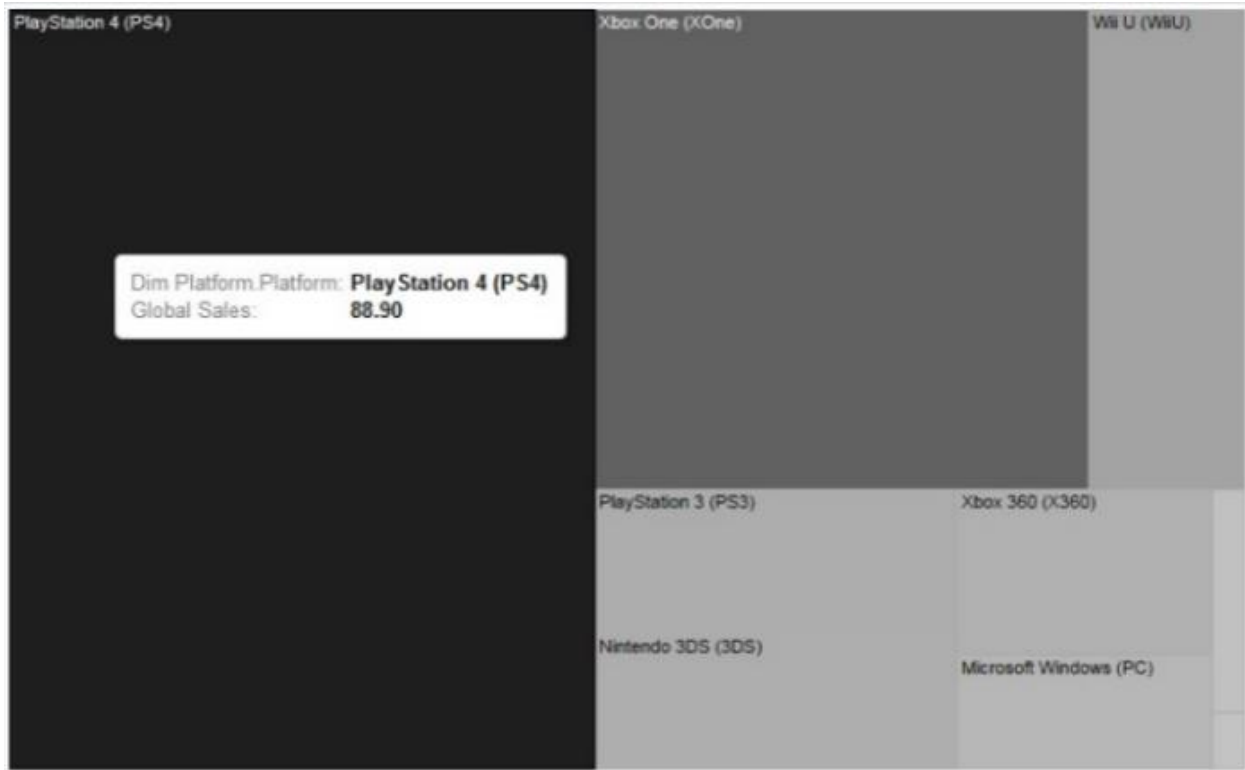 PlayStation 4 (PS4)
Xbox One (XOne)
Wii U (WiiU)
Dim Platform.Platform: PlayStation 4 (PS4)
Global Sales: 88.90
PlayStation 3 (PS3)
Xbox 360 (X360)
Nintendo 3DS (3DS)
Microsoft Windows (PC)